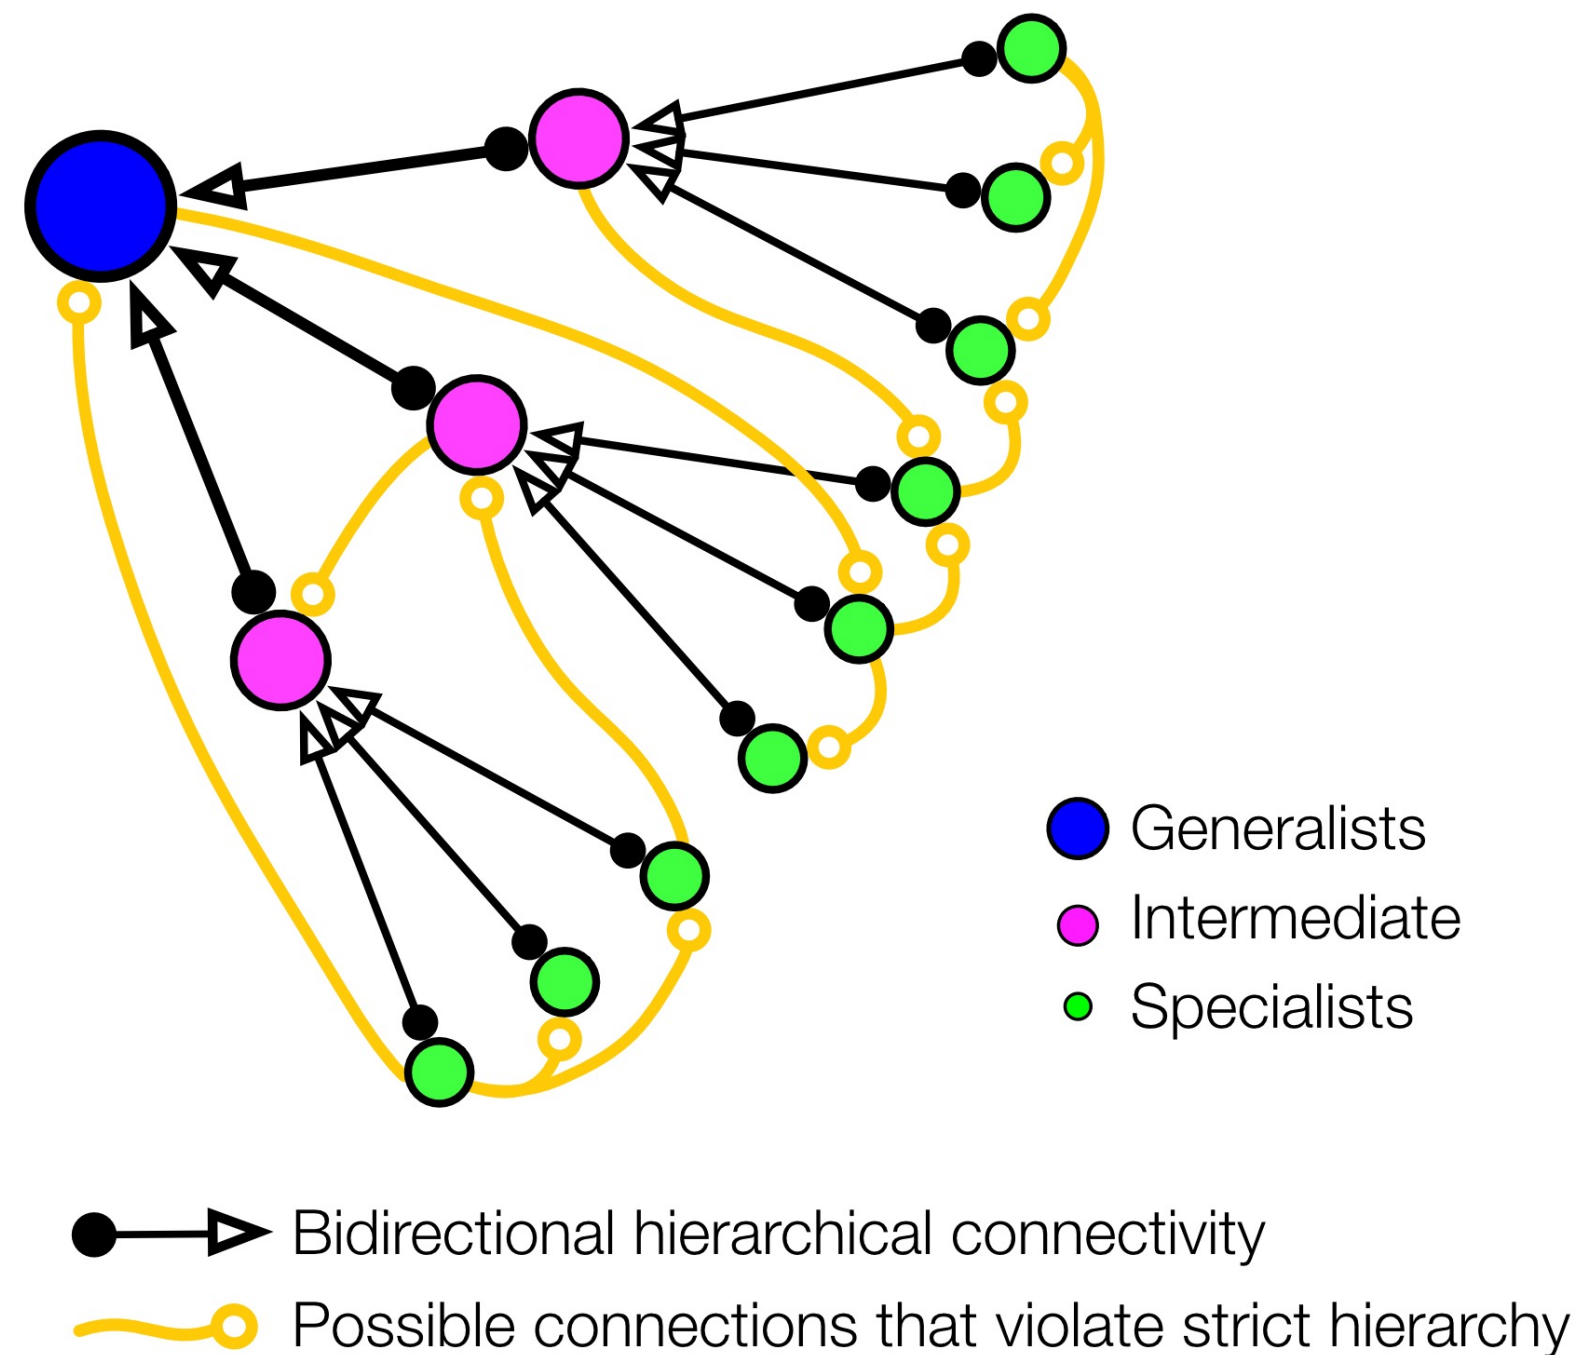 Generalists
Intermediate
Specialists
Bidirectional hierarchical connectivity
Possible connections that violate strict hierarchy